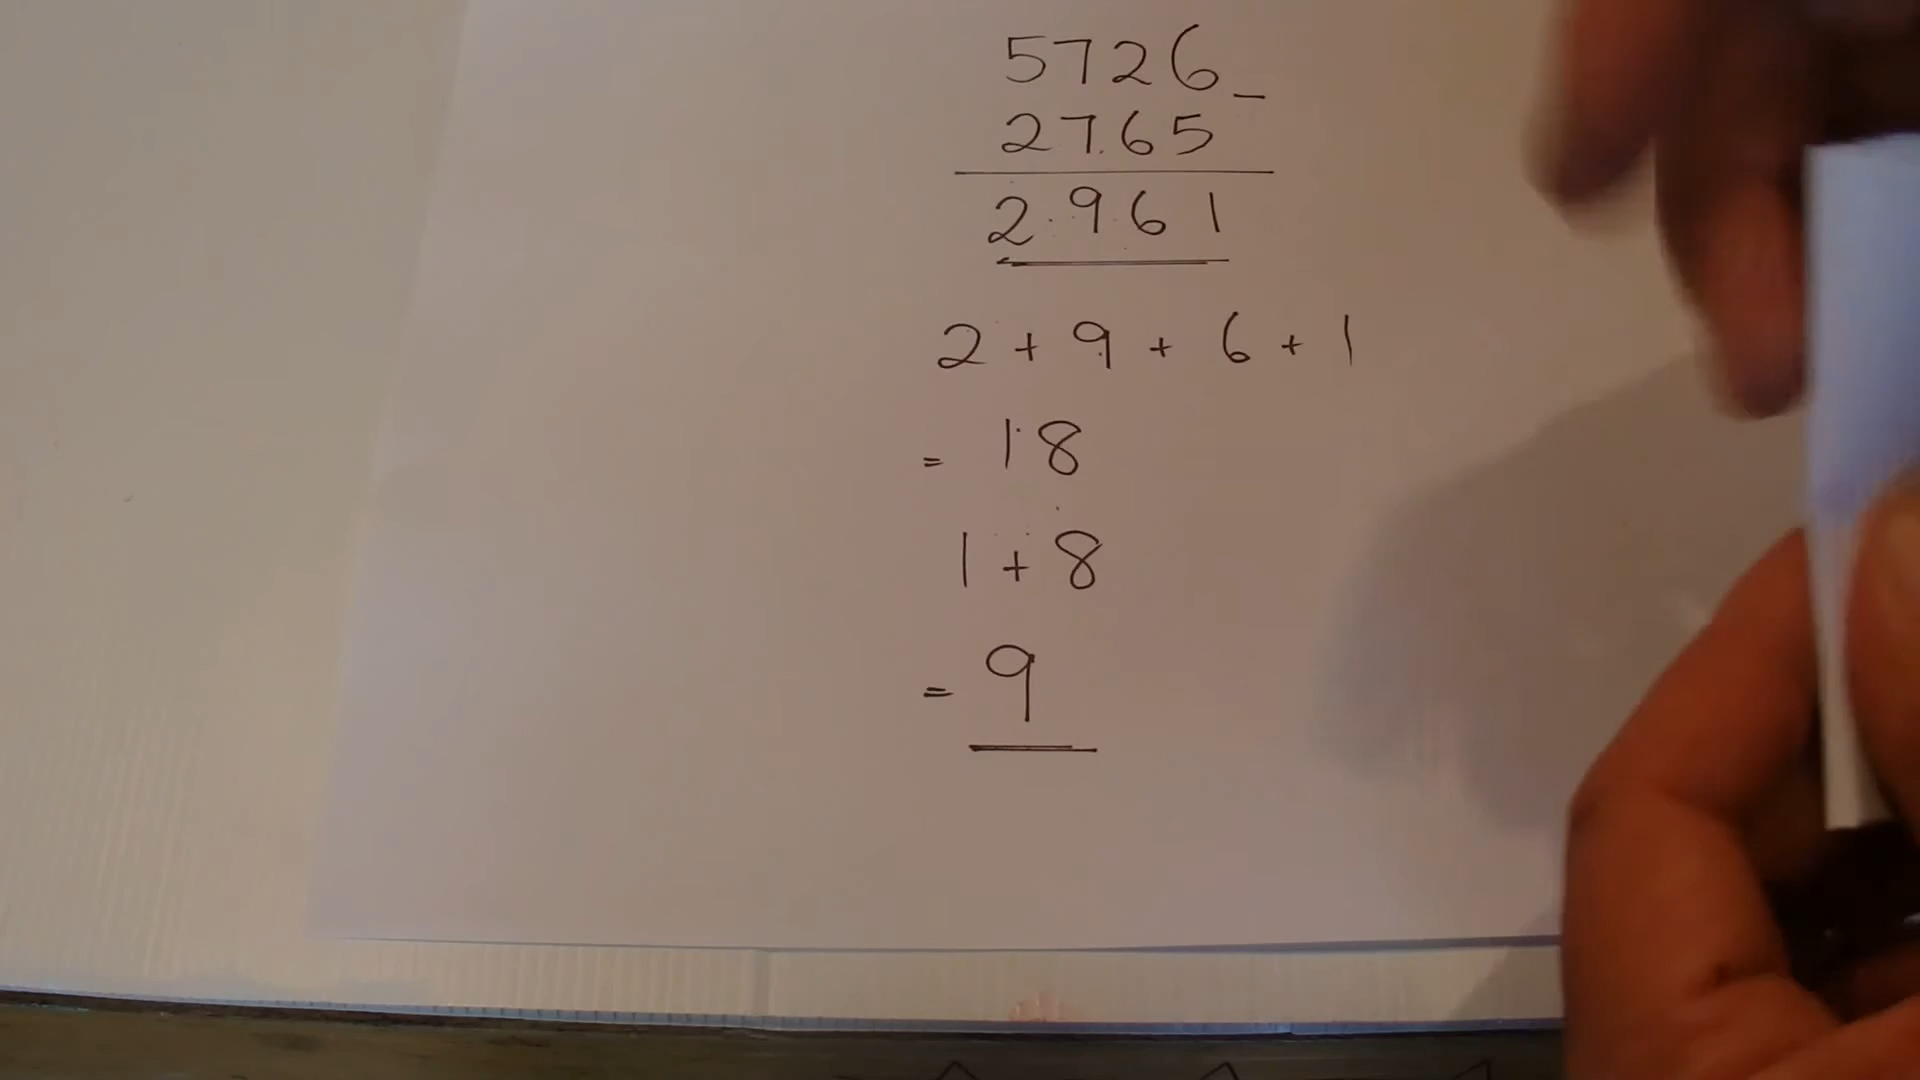 5726 -
2765
2961
2 + 9 + 6 + 1
= 18
1 + 8
= 9